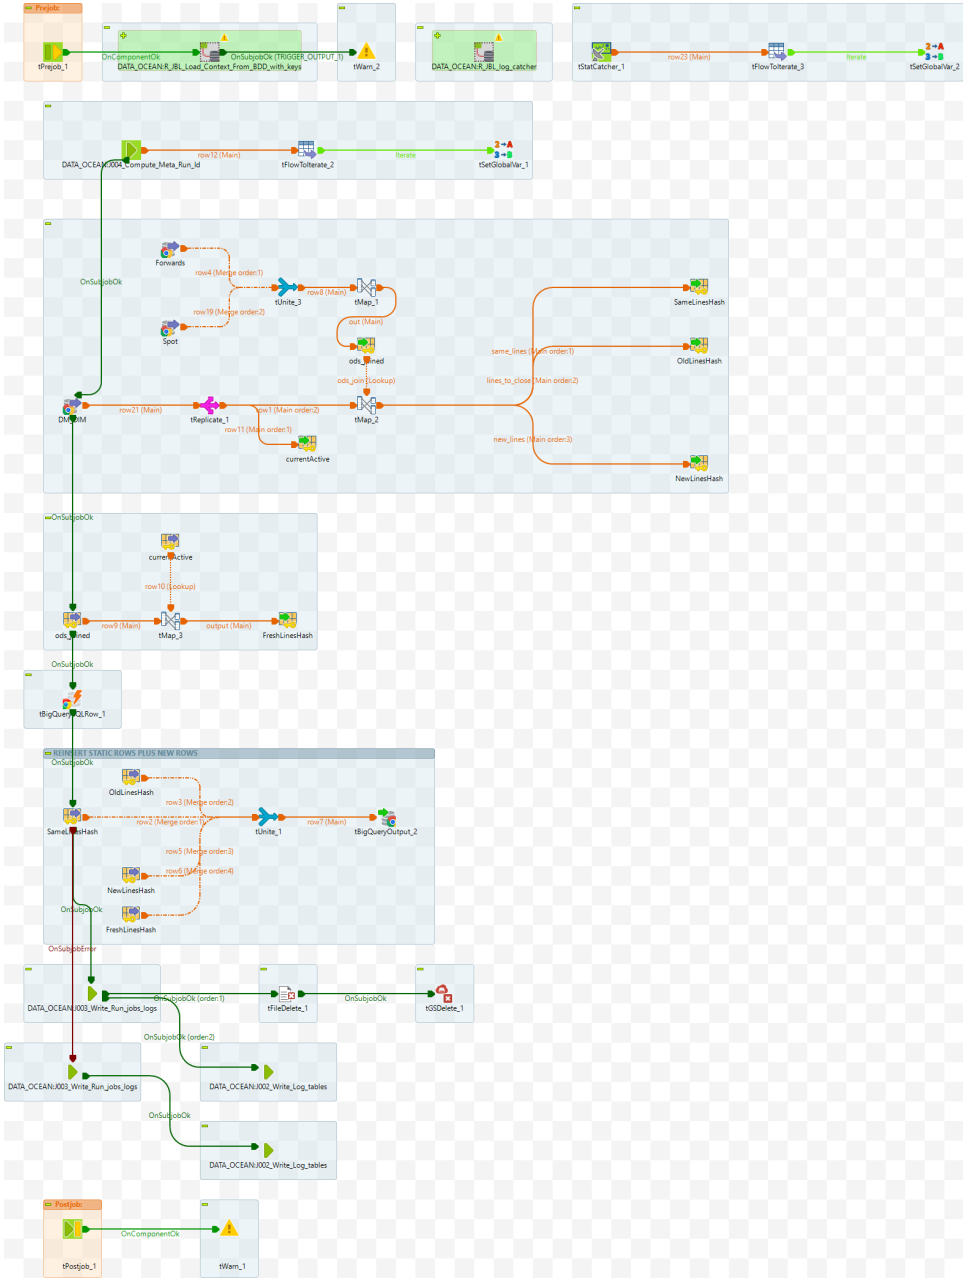 Prejob:
OnComponentOk
OnSubjobOk (TRIGGER_OUTPUT_1)
tPrejob_1
DATA_OCEAN:R_JBL_Load_Context_From_BDD_with_keys
tWarn_2
DATA_OCEAN:R_JBL_log_catcher
tStatCatcher_1
row23 (Main)
tFlowToIterate_3
Iterate
tSetGlobalVar_2
DATA_OCEAN:J004_Compute_Meta_Run_Id
row12 (Main)
tFlowToIterate_2
Iterate
tSetGlobalVar_1
OnSubjobOk
Forwards
row4 (Merge order:1)
tUnite_3
row8 (Main)
tMap_1
SameLinesHash
row19 (Merge order:2)
out (Main)
Spot
ods_joined
same_lines (Main order:1)
OldLinesHash
ods_join (Lookup)
lines_to_close (Main order:2)
DM_DIM
row21 (Main)
tReplicate_1
row1 (Main order:2)
tMap_2
row11 (Main order:1)
new_lines (Main order:3)
currentActive
NewLinesHash
OnSubjobOk
currentActive
row10 (Lookup)
ods_joined
row9 (Main)
tMap_3
output (Main)
FreshLinesHash
OnSubjobOk
tBigQuerySQLRow_1
REINSERT STATIC ROWS PLUS NEW ROWS
OnSubjobOk
OldLinesHash
row3 (Merge order:2)
SameLinesHash
row2 (Merge order:1)
tUnite_1
row7 (Main)
tBigQueryOutput_2
row5 (Merge order:3)
row6 (Merge order:4)
NewLinesHash
OnSubjobOk
FreshLinesHash
OnSubjobError
DATA_OCEAN:J003_Write_Run_jobs_logs
OnSubjobOk (order:1)
tFileDelete_1
OnSubjobOk
tGSDelete_1
OnSubjobOk (order:2)
DATA_OCEAN:J003_Write_Run_jobs_logs
DATA_OCEAN:J002_Write_Log_tables
OnSubjobOk
DATA_OCEAN:J002_Write_Log_tables
Postjob:
OnComponentOk
tPostjob_1
tWarn_1